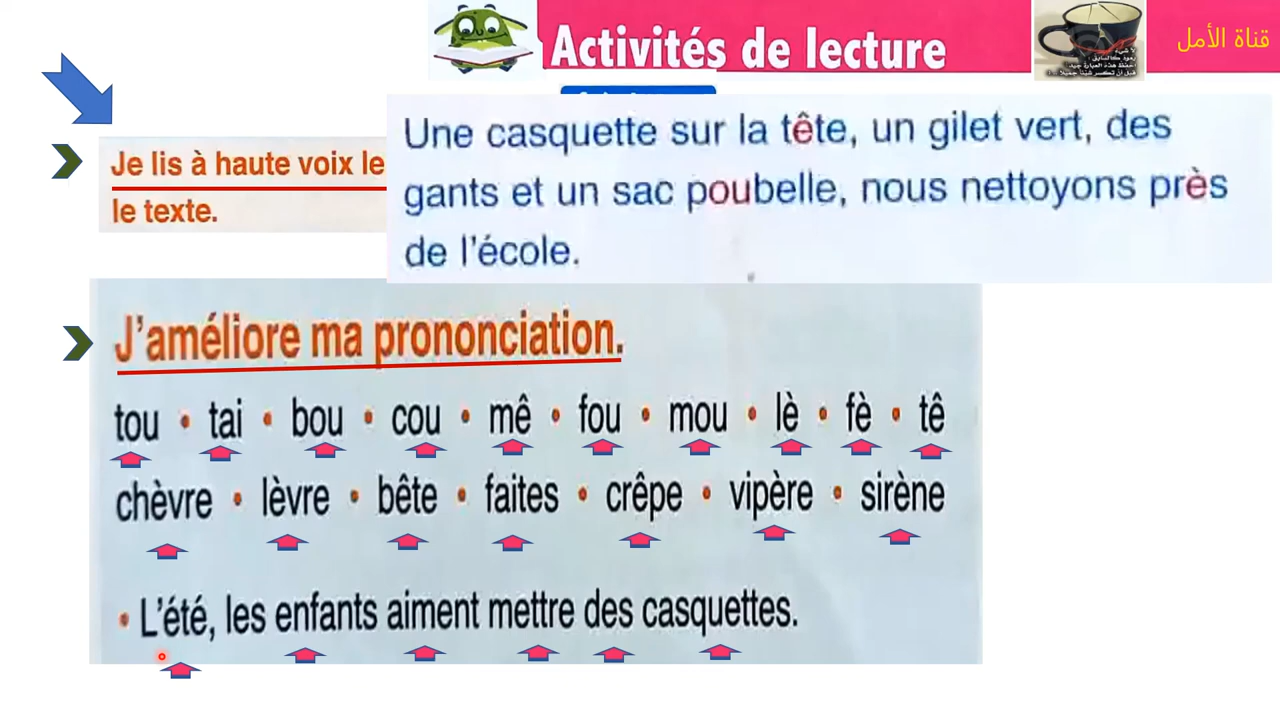 Activités de lecture
قناة الأمل
Je lis à haute voix le
le texte.
Une casquette sur la tête, un gilet vert, des
gants et un sac poubelle, nous nettoyons près
de l'école.
J'améliore ma prononciation.
tou • tai • bou • cou • mê • fou • mou • lè • fè • tê
chèvre • lèvre • bête • faites • crêpe • vipère • sirène
• L'été, les enfants aiment mettre des casquettes.